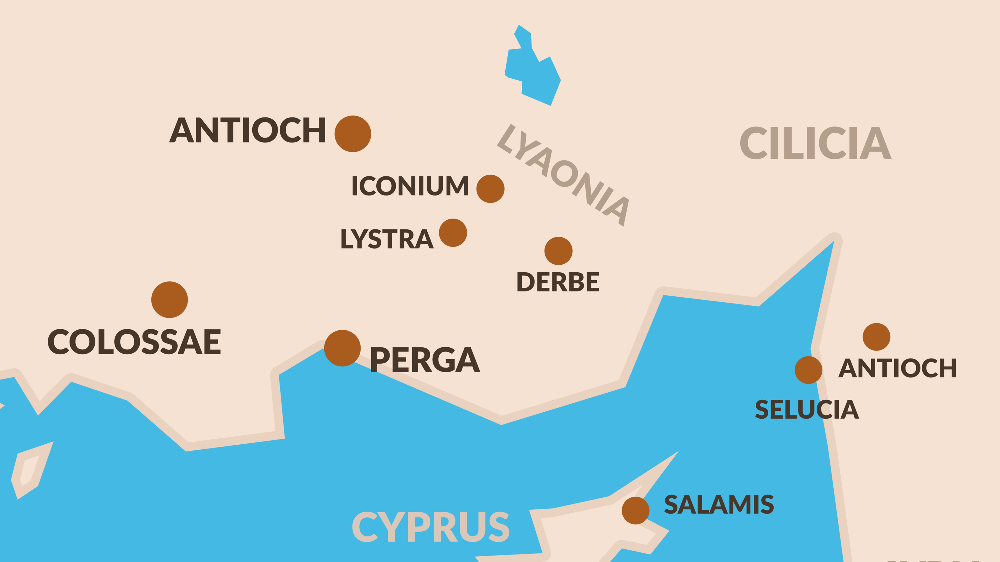 ANTIOCH
CILICIA
LYAONIA
ICONIUM
LYSTRA
DERBE
COLOSSAE
PERGA
ANTIOCH
SELUCIA
SALAMIS
CYPRUS